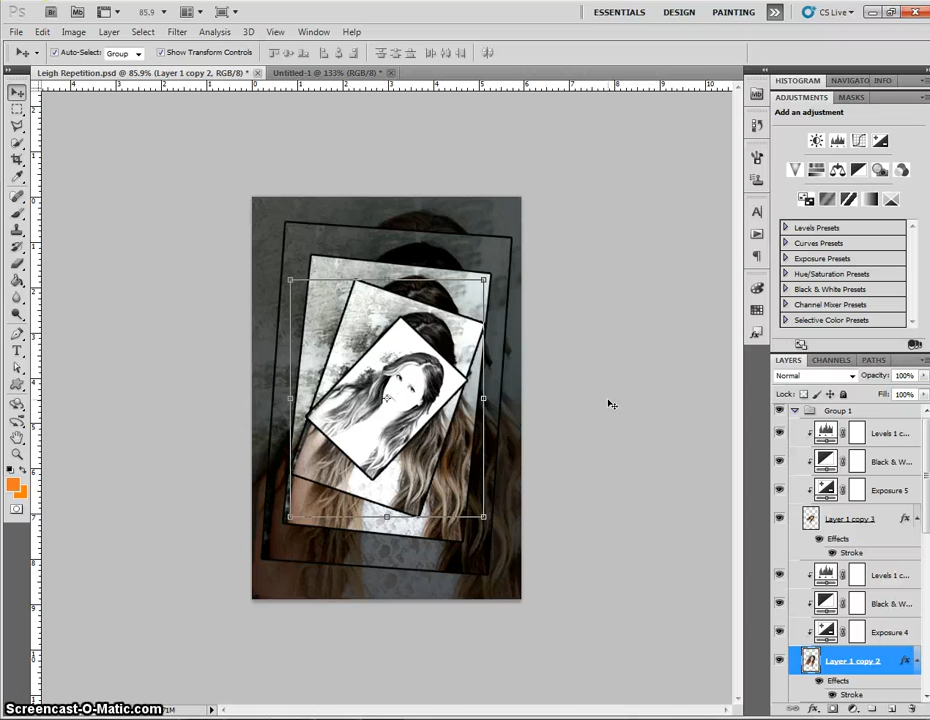 Ps Br Mb 85.9 ESSENTIALS DESIGN PAINTING CS Live
File Edit Image Layer Select Filter Analysis 3D View Window Help
Auto-Select: Group Show Transform Controls
Leigh Repetition.psd @ 85.9% (Layer 1 copy 2, RGB/8) * Untitled-1 @ 133% (RGB/8) *
HISTOGRAM NAVIGATO INFO
ADJUSTMENTS MASKS
Add an adjustment
Levels Presets
Curves Presets
Exposure Presets
Hue/Saturation Presets
Black & White Presets
Channel Mixer Presets
Selective Color Presets
LAYERS CHANNELS PATHS
Normal Opacity: 100%
Lock: Fill: 100%
Group 1
Levels 1 c...
Black & W...
Exposure 5
Layer 1 copy 3 fx
Effects
Stroke
Levels 1 c...
Black & W...
Exposure 4
Layer 1 copy 2 fx
Effects
Stroke
Screencast-O-Matic.com